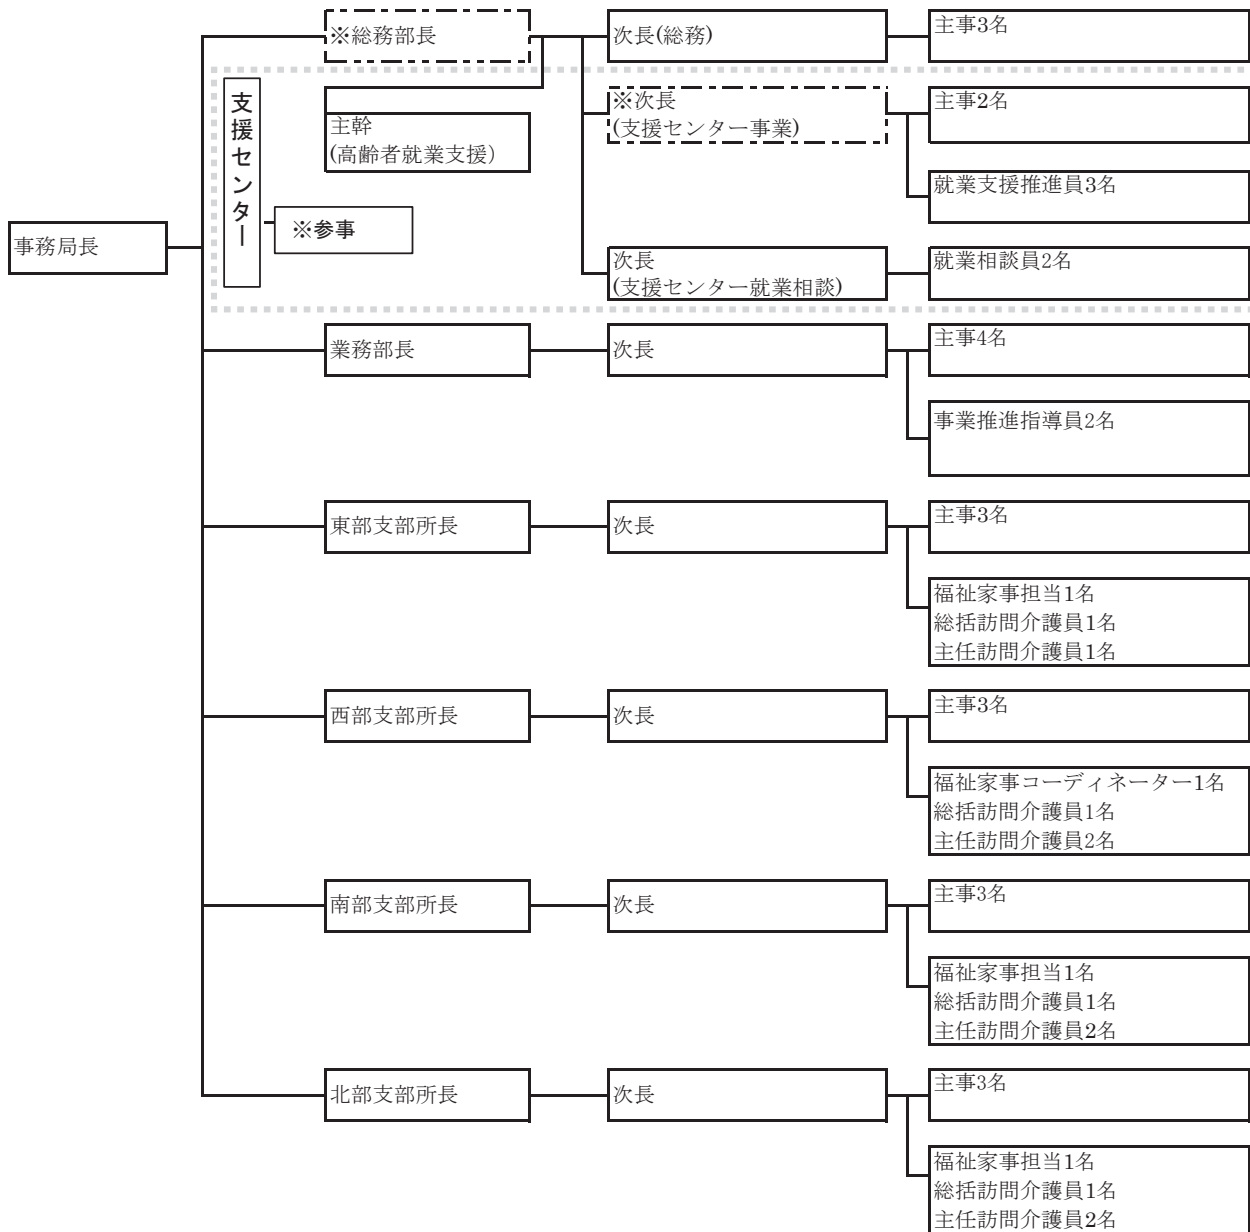 ※総務部長
次長(総務)
主事3名
支援センター
主幹
(高齢者就業支援)
※次長
(支援センター事業)
主事2名
就業支援推進員3名
事務局長
※参事
次長
(支援センター就業相談)
就業相談員2名
業務部長
次長
主事4名
事業推進指導員2名
東部支部所長
次長
主事3名
福祉家事担当1名
総括訪問介護員1名
主任訪問介護員1名
西部支部所長
次長
主事3名
福祉家事コーディネーター1名
総括訪問介護員1名
主任訪問介護員2名
南部支部所長
次長
主事3名
福祉家事担当1名
総括訪問介護員1名
主任訪問介護員2名
北部支部所長
次長
主事3名
福祉家事担当1名
総括訪問介護員1名
主任訪問介護員2名